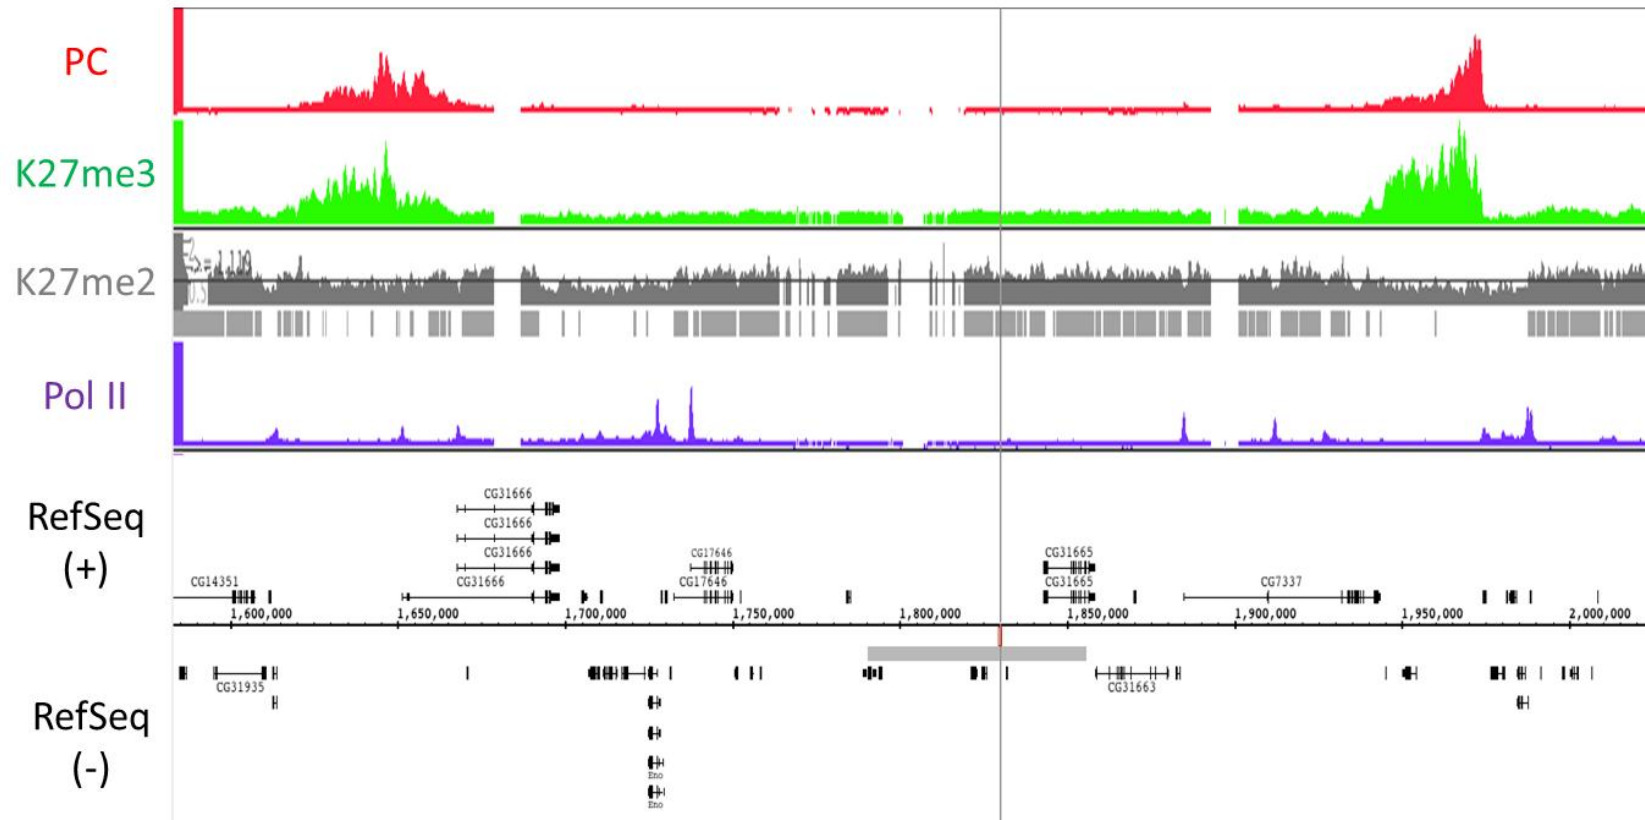 PC
K27me3
K27me2
Pol II
RefSeq
(+)
CG31666
CG31666
CG31666
CG17646
CG31665
CG14351
CG31666
CG17646
CG31665
CG7337
1,600,000
1,650,000
1,700,000
1,750,000
1,800,000
1,850,000
1,900,000
1,950,000
2,000,000
CG31935
CG31663
RefSeq
(-)
Eno
Eno